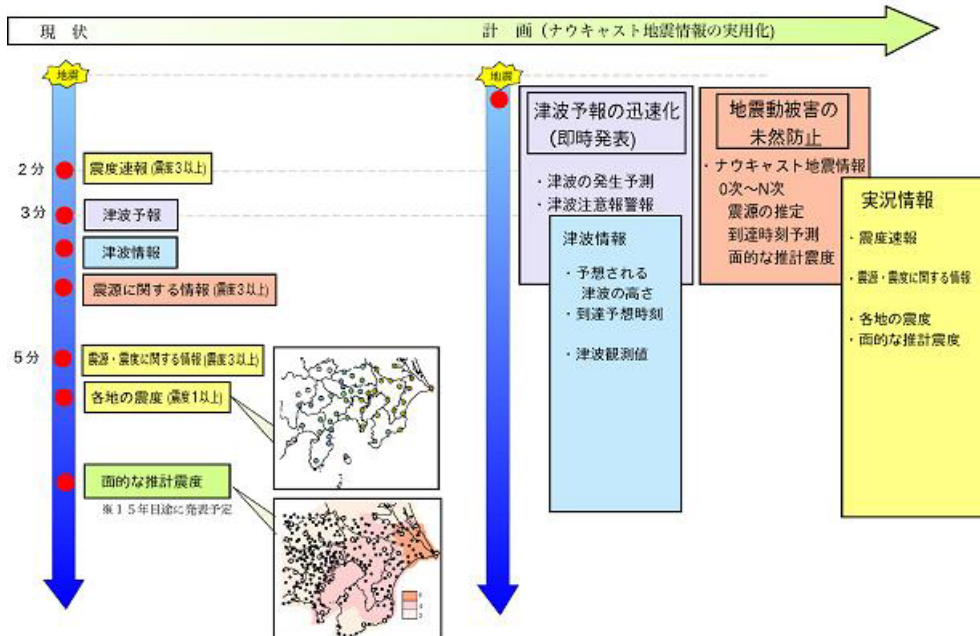 現 状
計 画 (ナウキャスト地震情報の実用化)
地震
2分
震度速報 (震度3以上)
3分
津波予報
津波情報
震源に関する情報 (震度3以上)
5分
震源・震度に関する情報 (震度3以上)
各地の震度 (震度1以上)
面的な推計震度
※15年目途に発表予定
地震
津波予報の迅速化
(即時発表)
・津波の発生予測
・津波注意報警報
津波情報
・予想される
津波の高さ
・到達予想時刻
・津波観測値
地震動被害の
未然防止
・ナウキャスト地震情報
0次～N次
震源の推定
到達時刻予測
面的な推計震度
実況情報
・震度速報
・震源・震度に関する情報
・各地の震度
・面的な推計震度